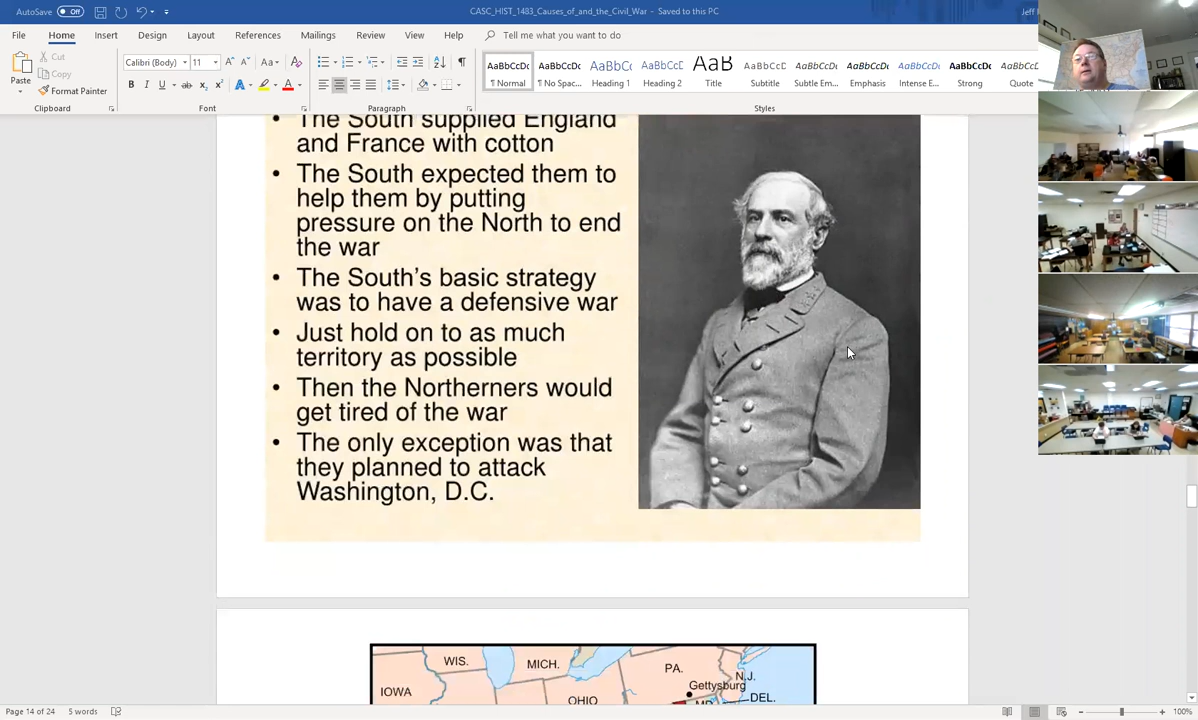 AutoSave Off CASC_HIST_1483_Causes_of_and_the_Civil_War - Saved to this PC Jeff
File Home Insert Design Layout References Mailings Review View Help Tell me what you want to do
Paste
Cut
Copy
Format Painter
Clipboard
Calibri (Body) 11
Font
Paragraph
AaBbCcDc AaBbCcDc AaBbC( AaBbCcD AaB AaBbCcD AaBbCcDc AaBbCcDc AaBbCcDc AaBbCcDc
¶ Normal ¶ No Spac... Heading 1 Heading 2 Title Subtitle Subtle Em... Emphasis Intense E... Strong Quote
Styles
• The South supplied England
and France with cotton
• The South expected them to
help them by putting
pressure on the North to end
the war
• The South's basic strategy
was to have a defensive war
• Just hold on to as much
territory as possible
• Then the Northerners would
get tired of the war
• The only exception was that
they planned to attack
Washington, D.C.
WIS. MICH. PA. N.J.
Gettysburg
IOWA OHIO MD. DEL.
Page 14 of 24 5 words 100%